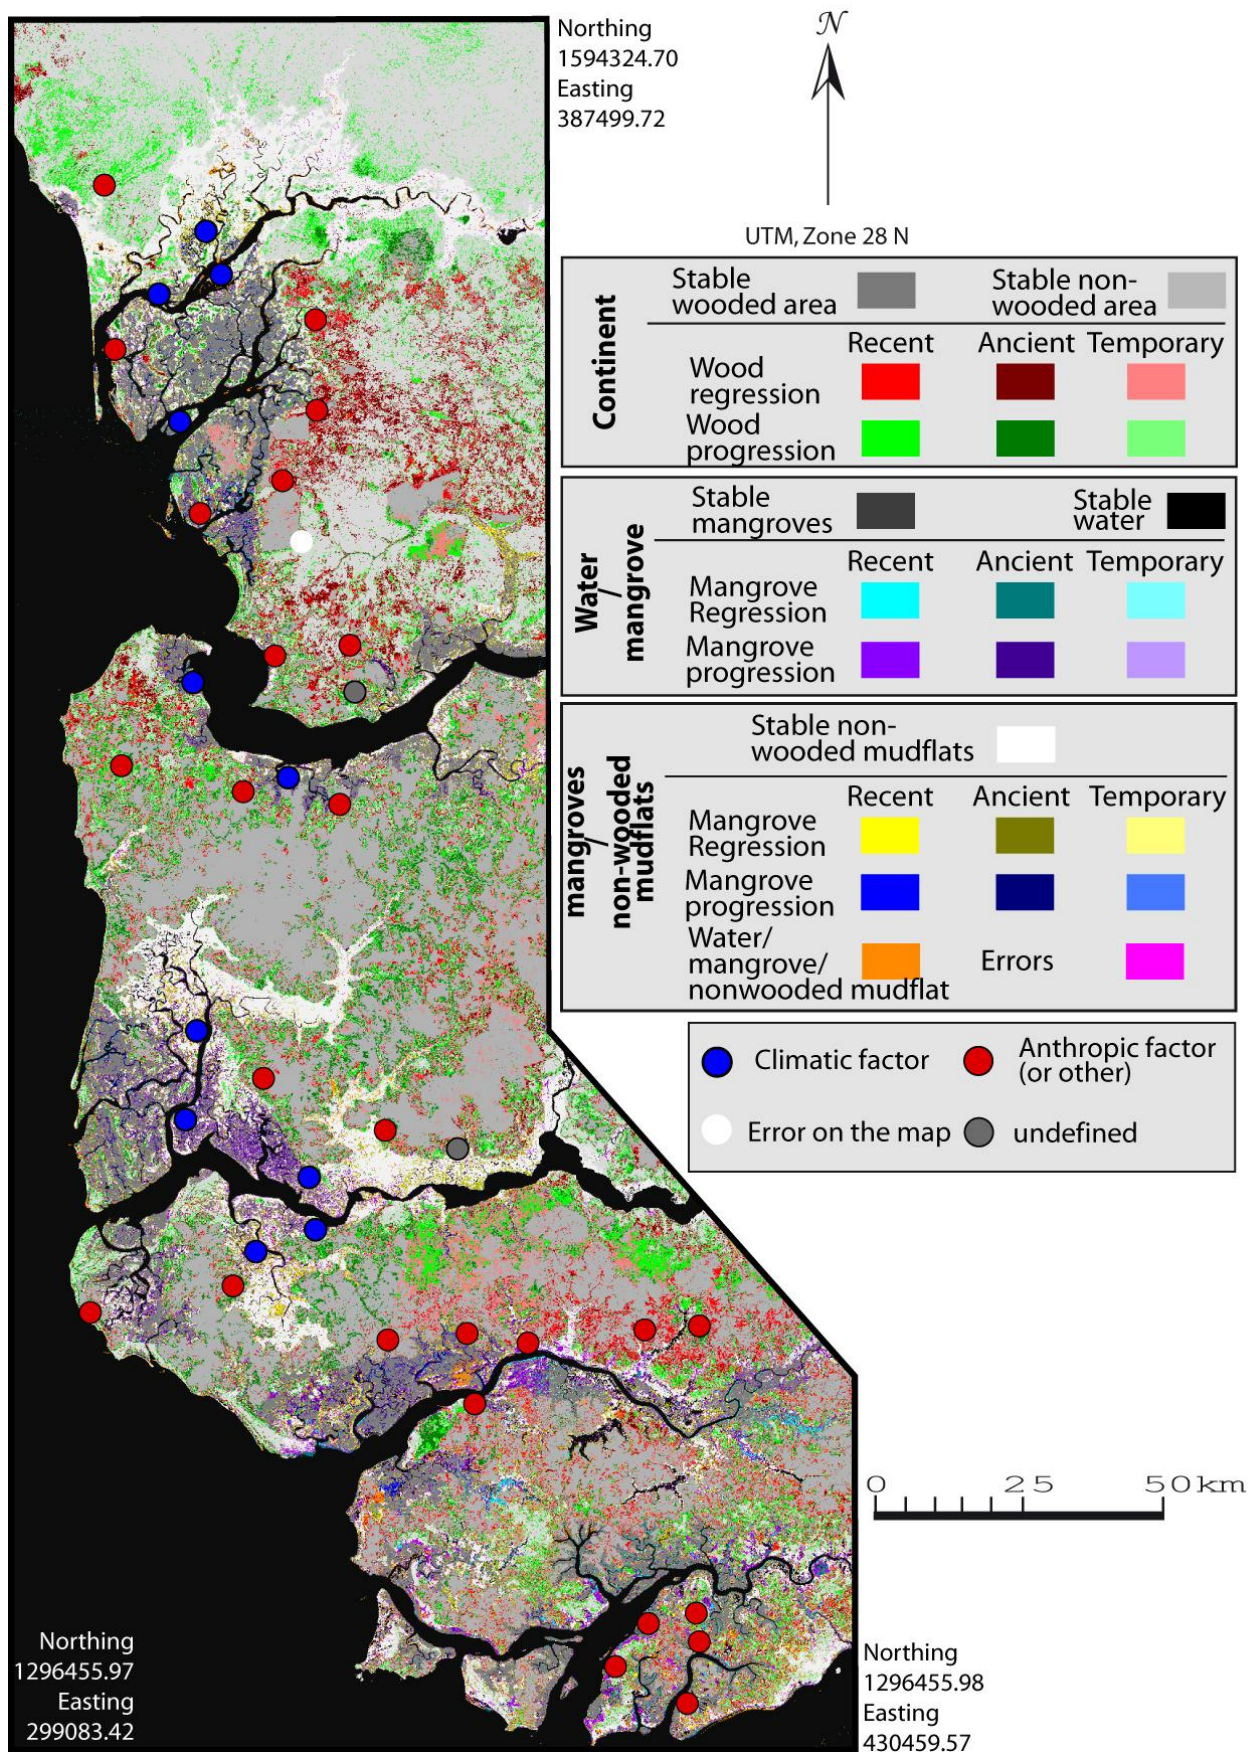 Northing
1594324.70
Easting
387499.72
N
UTM, Zone 28 N
Continent
Stable
wooded area
Stable non-
wooded area
Recent Ancient Temporary
Wood
regression
Wood
progression
Water
/
mangrove
Stable
mangroves
Stable
water
Recent Ancient Temporary
Mangrove
Regression
Mangrove
progression
mangroves
/
non-wooded
mudflats
Stable non-
wooded mudflats
Recent Ancient Temporary
Mangrove
Regression
Mangrove
progression
Water/
mangrove/
nonwooded mudflat
Errors
Climatic factor
Anthropic factor
(or other)
Error on the map
undefined
0 25 50 km
Northing
1296455.97
Easting
299083.42
Northing
1296455.98
Easting
430459.57